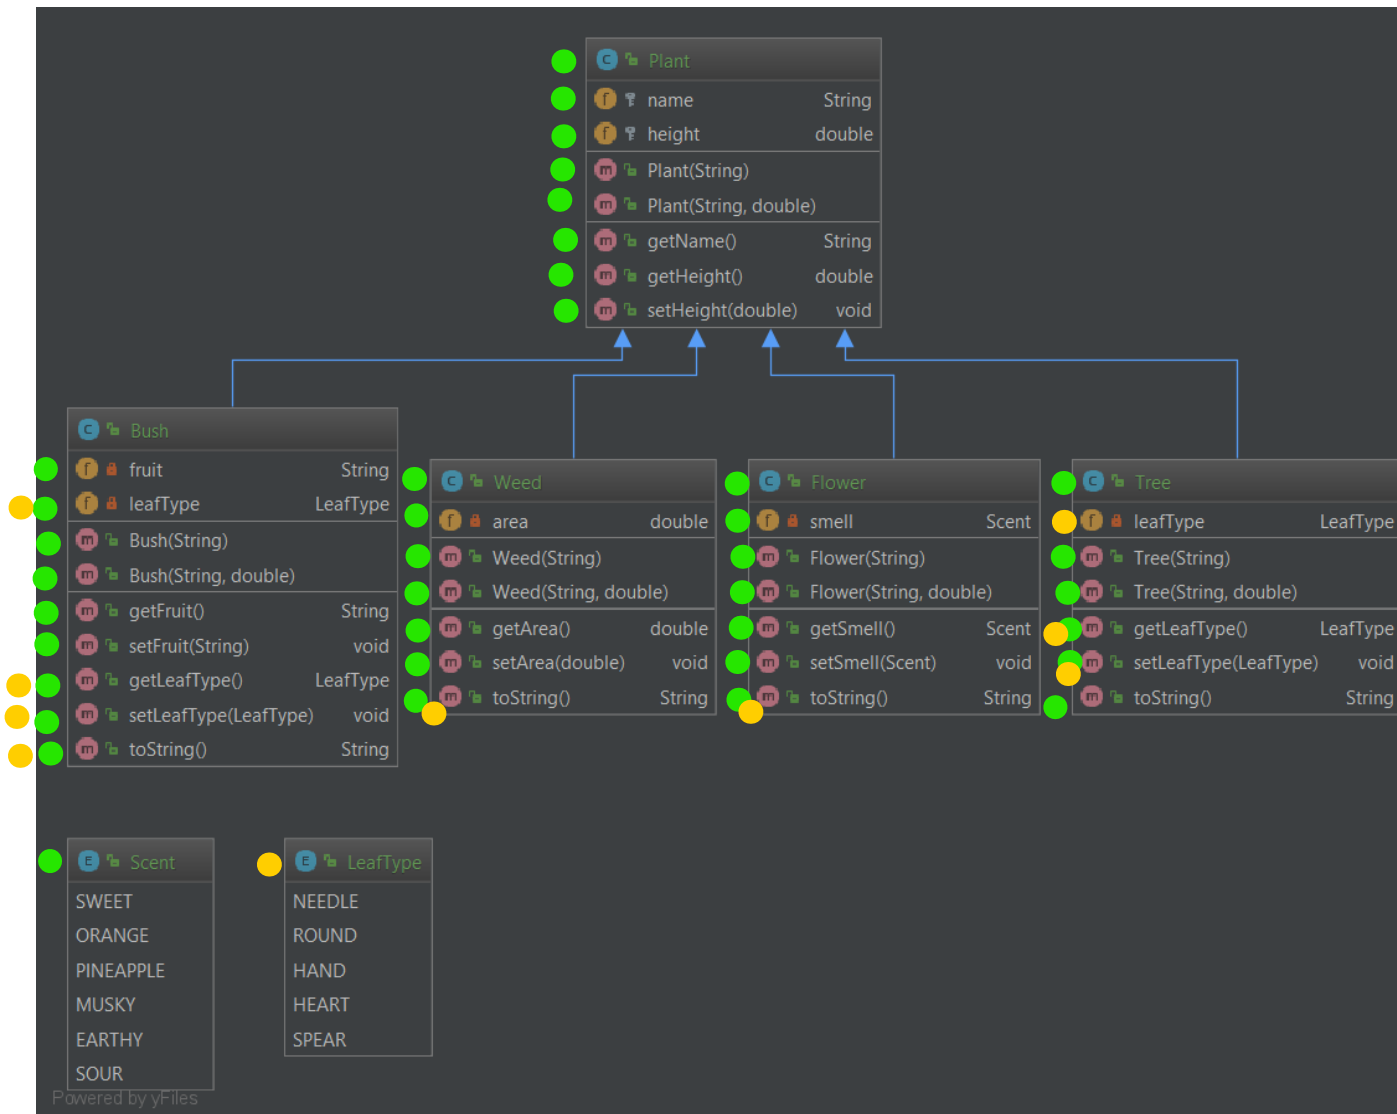 Plant
name String
height double
Plant(String)
Plant(String, double)
getName() String
getHeight() double
setHeight(double) void
Bush
fruit String
leafType LeafType
Bush(String)
Bush(String, double)
getFruit() String
setFruit(String) void
getLeafType() LeafType
setLeafType(LeafType) void
toString() String
Weed
area double
Weed(String)
Weed(String, double)
getArea() double
setArea(double) void
toString() String
Flower
smell Scent
Flower(String)
Flower(String, double)
getSmell() Scent
setSmell(Scent) void
toString() String
Tree
leafType LeafType
Tree(String)
Tree(String, double)
getLeafType() LeafType
setLeafType(LeafType) void
toString() String
Scent
SWEET
ORANGE
PINEAPPLE
MUSKY
EARTHY
SOUR
LeafType
NEEDLE
ROUND
HAND
HEART
SPEAR
Powered by yFiles